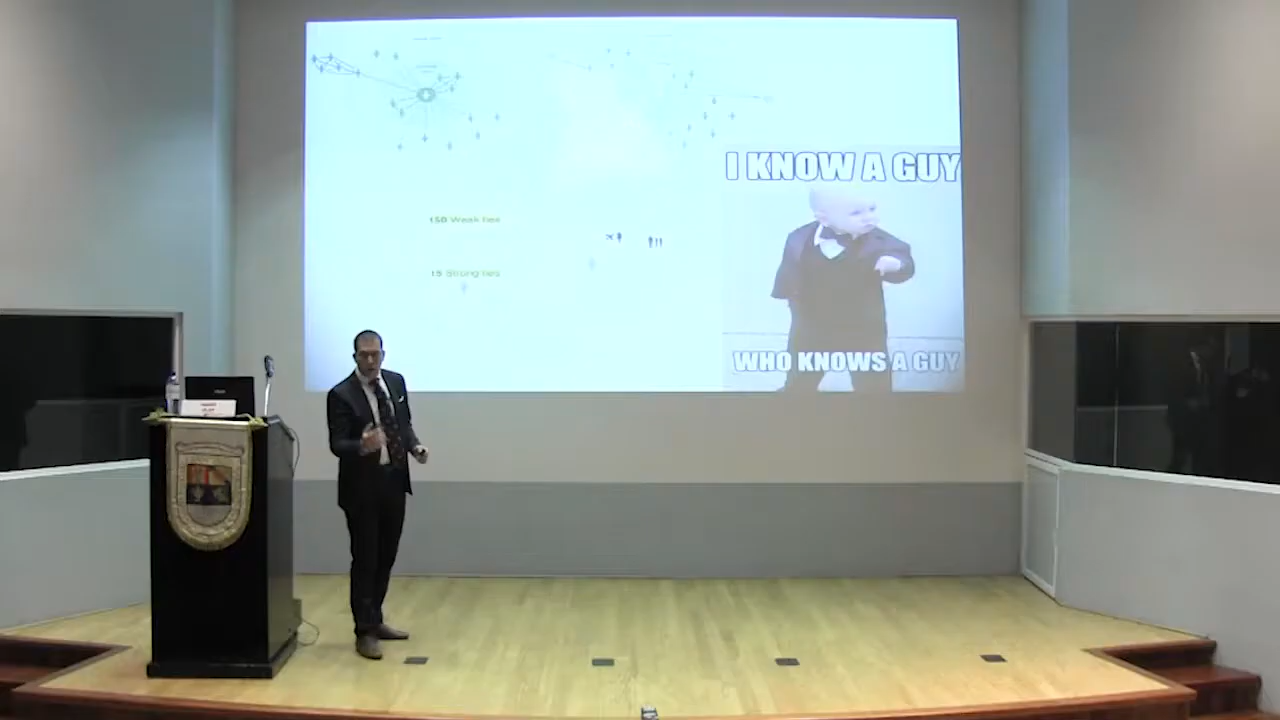 150 Weak ties
15 Strong ties
I KNOW A GUY
WHO KNOWS A GUY